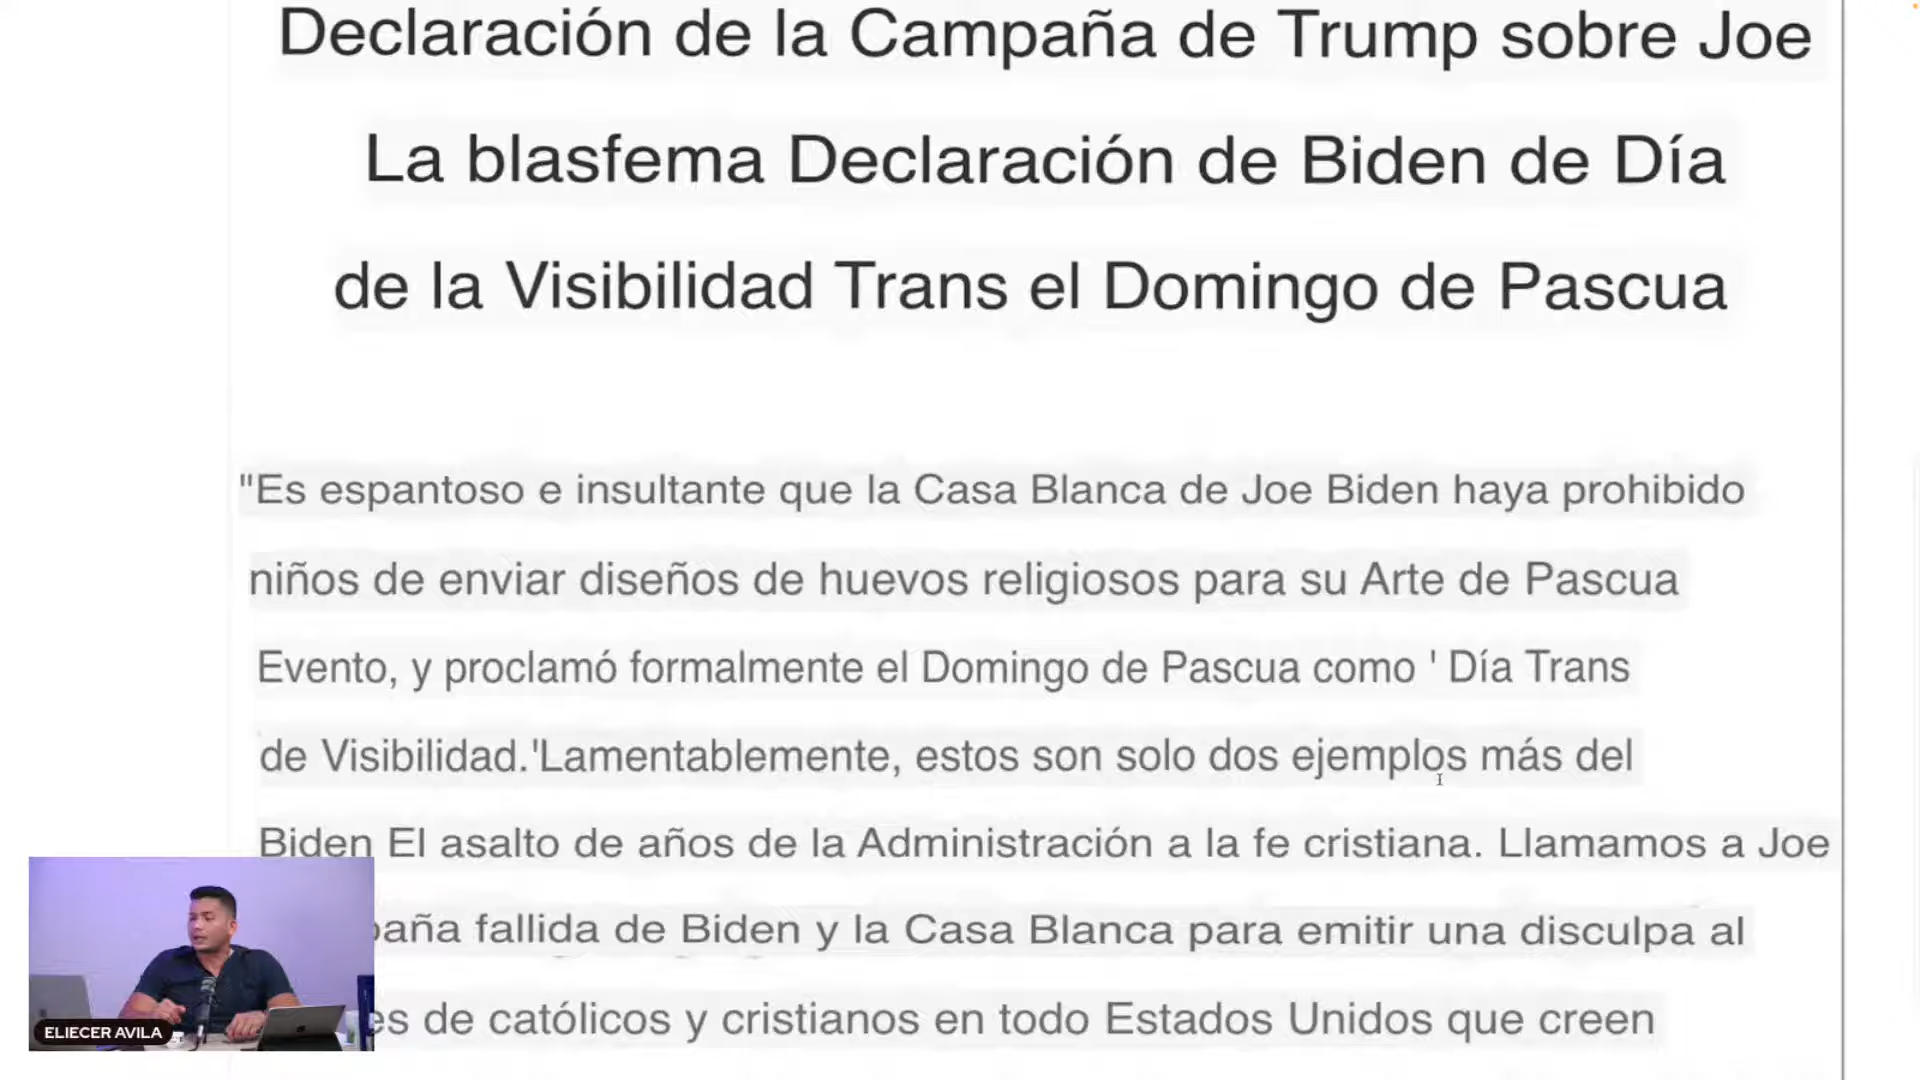 Declaración de la Campaña de Trump sobre Joe
La blasfema Declaración de Biden de Día
de la Visibilidad Trans el Domingo de Pascua
"Es espantoso e insultante que la Casa Blanca de Joe Biden haya prohibido
niños de enviar diseños de huevos religiosos para su Arte de Pascua
Evento, y proclamó formalmente el Domingo de Pascua como ' Día Trans
de Visibilidad.'Lamentablemente, estos son solo dos ejemplos más del
Biden El asalto de años de la Administración a la fe cristiana. Llamamos a Joe
paña fallida de Biden y la Casa Blanca para emitir una disculpa al
es de católicos y cristianos en todo Estados Unidos que creen
ELIECER AVILA